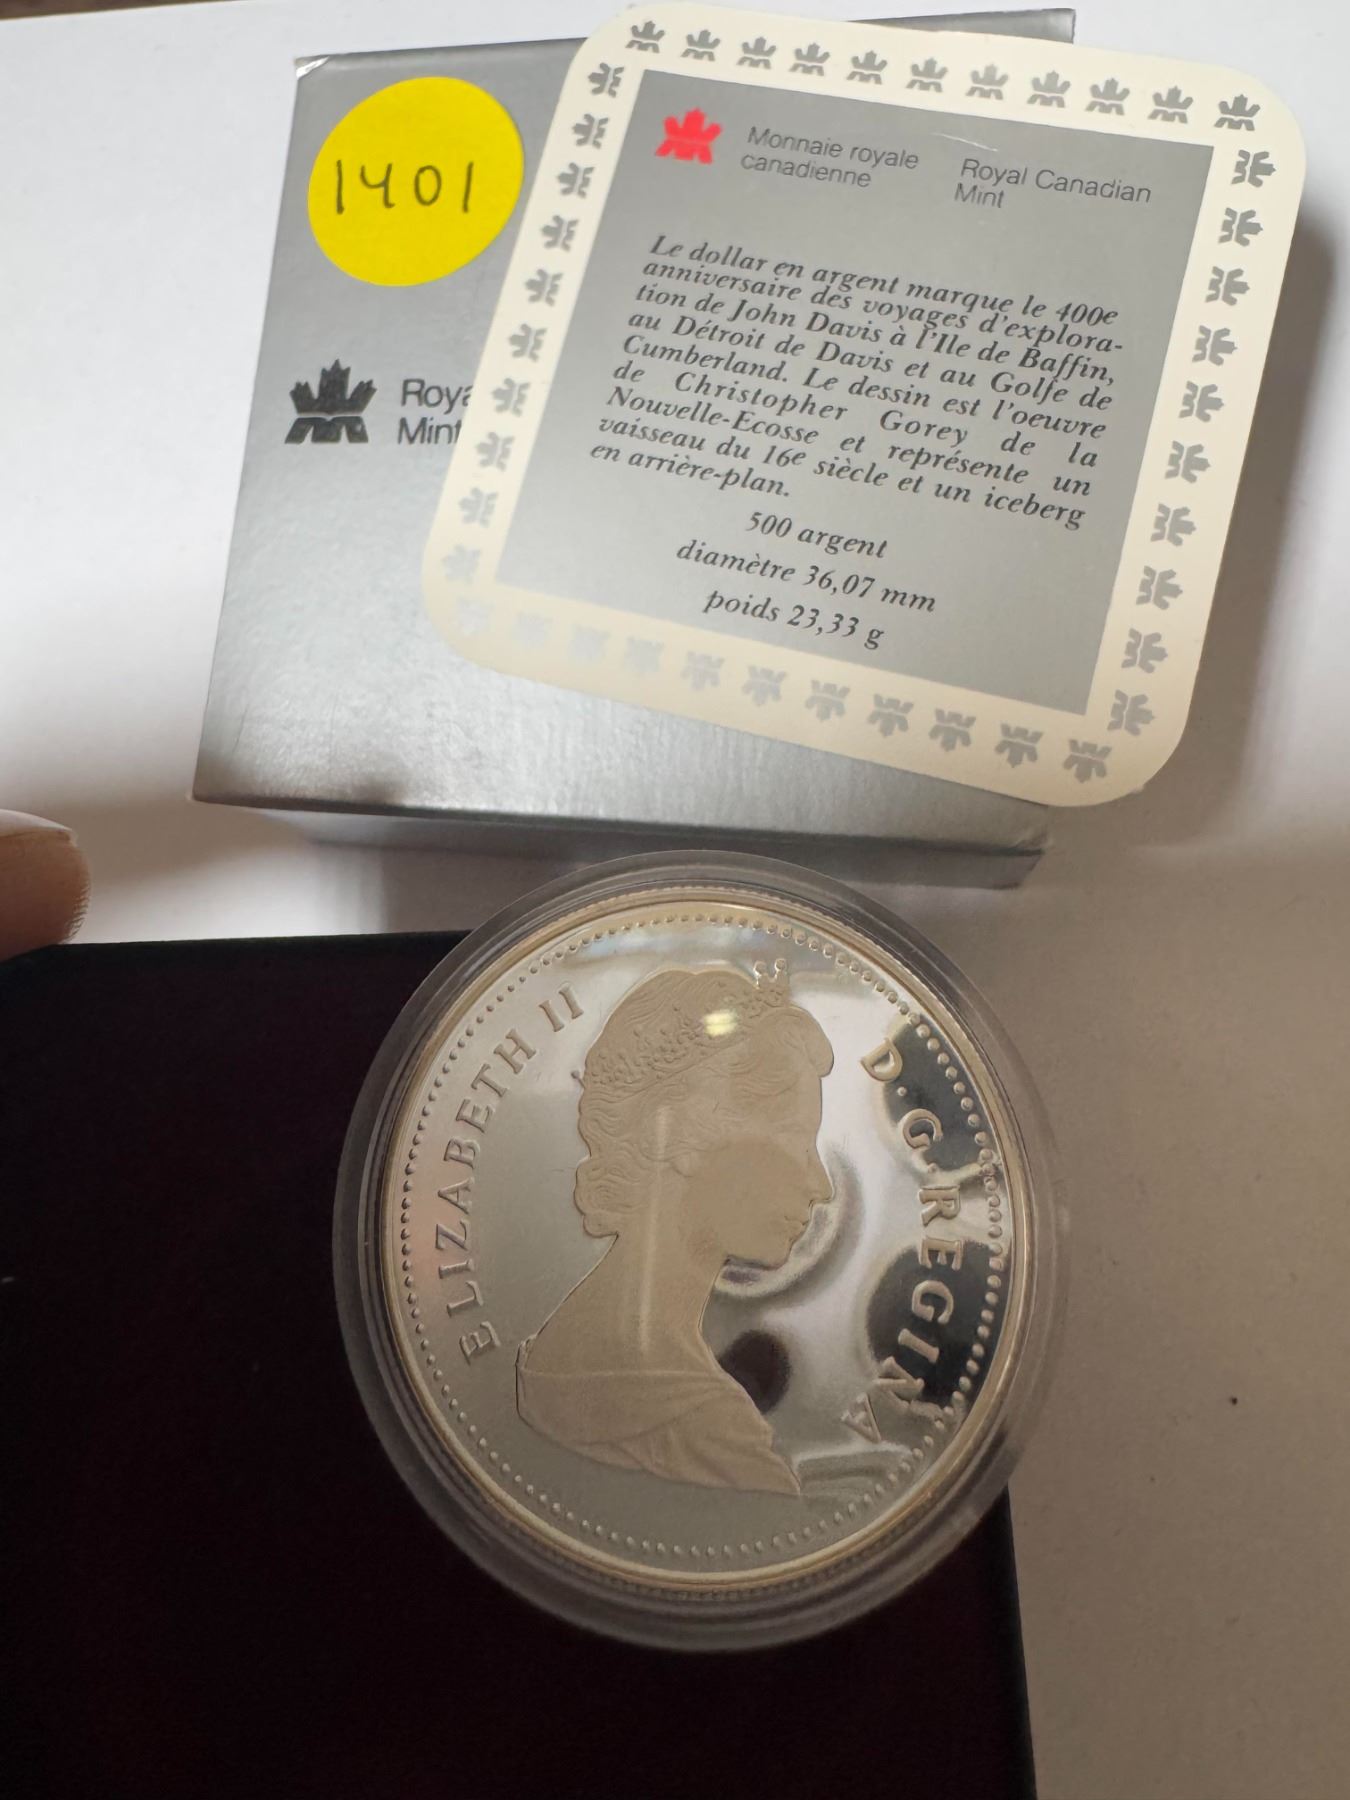 1401
Monnaie royale
canadienne
Royal Canadian
Mint
Le dollar en argent marque le 400e
anniversaire des voyages d'explora-
tion de John Davis à l'Ile de Baffin,
au Détroit de Davis et au Golfe de
Cumberland. Le dessin est l'oeuvre
de Christopher Gorey de la
Nouvelle-Ecosse et représente un
vaisseau du 16e siècle et un iceberg
en arrière-plan.
500 argent
diamètre 36,07 mm
poids 23,33 g
Roya
Mint
ELIZABETH II
D.G.REGINA